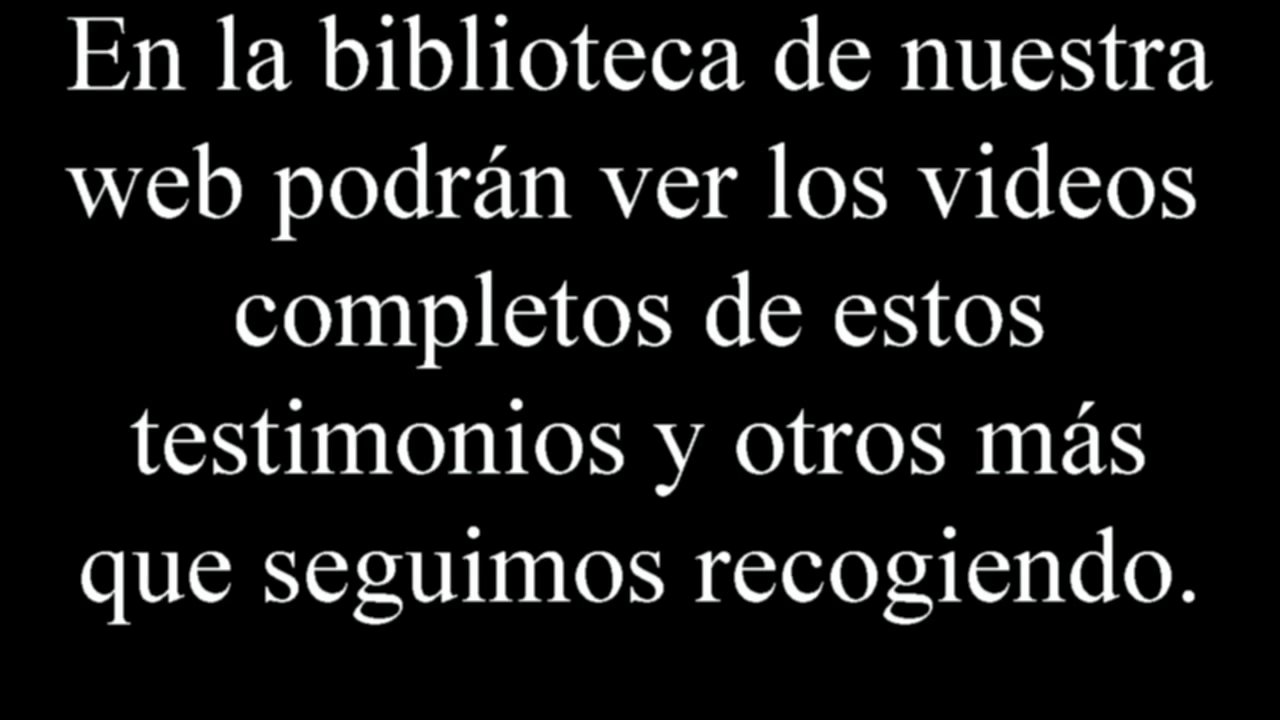 En la biblioteca de nuestra
web podrán ver los videos
completos de estos
testimonios y otros más
que seguimos recogiendo.